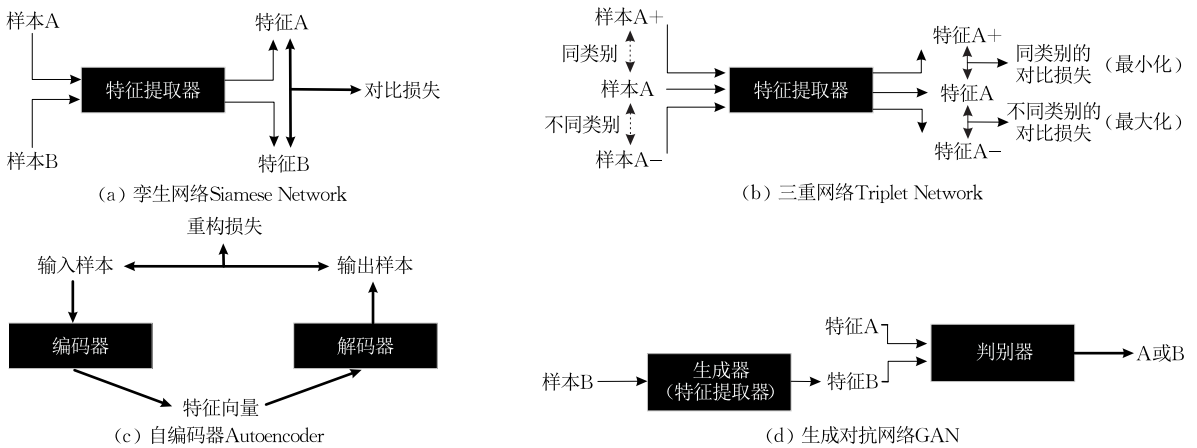 样本A
特征A
特征提取器
对比损失
样本B
特征B
(a) 孪生网络Siamese Network
样本A+
同类别
样本A
不同类别
样本A-
特征提取器
特征A+
同类别的
对比损失
(最小化)
特征A
不同类别的
对比损失
(最大化)
特征A-
(b) 三重网络Triplet Network
重构损失
输入样本
输出样本
编码器
解码器
特征向量
(c) 自编码器Autoencoder
特征A
样本B
生成器
(特征提取器)
特征B
判别器
A或B
(d) 生成对抗网络GAN